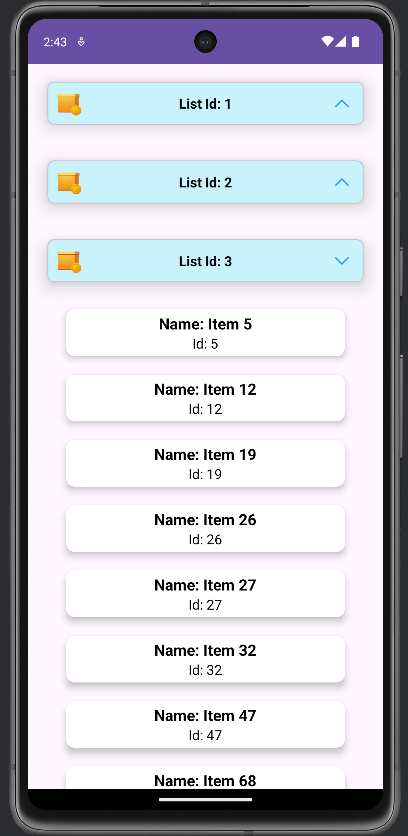 2:43
List Id: 1
List Id: 2
List Id: 3
Name: Item 5
Id: 5
Name: Item 12
Id: 12
Name: Item 19
Id: 19
Name: Item 26
Id: 26
Name: Item 27
Id: 27
Name: Item 32
Id: 32
Name: Item 47
Id: 47
Name: Item 68